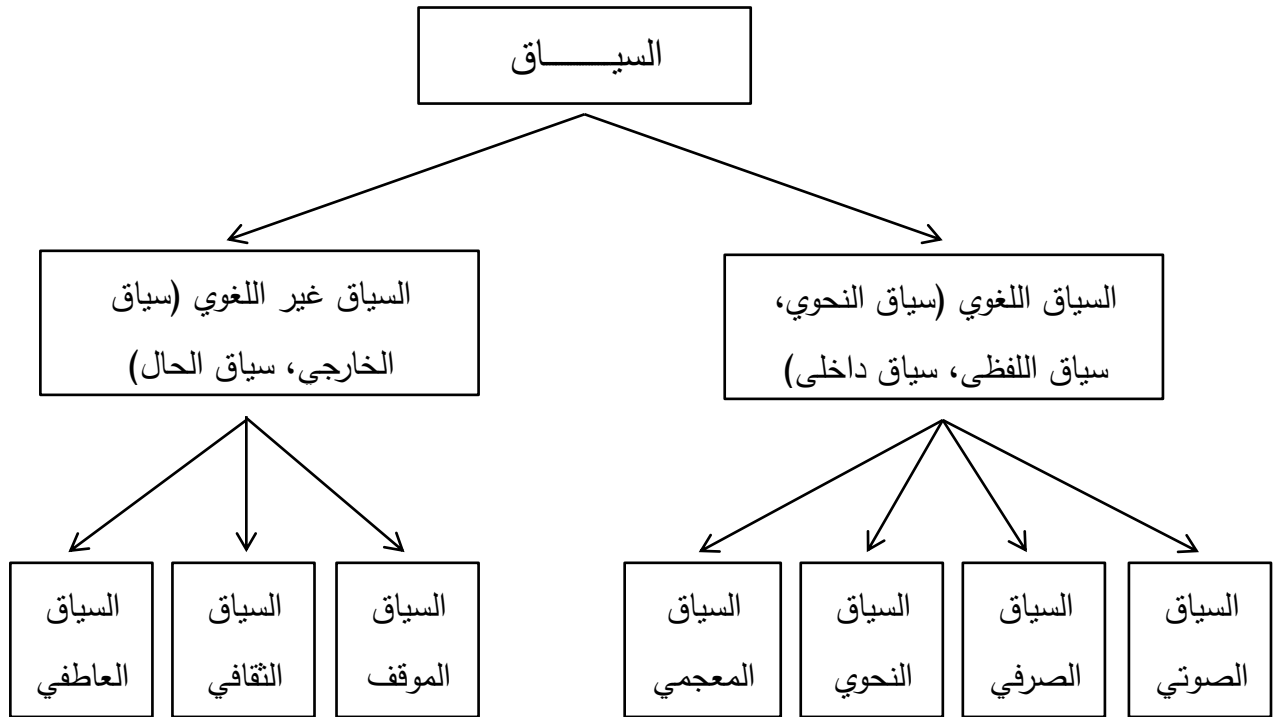 السيـــــــاق
السياق اللغوي (سياق النحوي،
سياق اللفظى، سياق داخلى)
السياق غير اللغوي (سياق
الخارجي، سياق الحال)
السياق
الصوتي
السياق
الصرفي
السياق
النحوي
السياق
المعجمي
السياق
الموقف
السياق
الثقافي
السياق
العاطفي